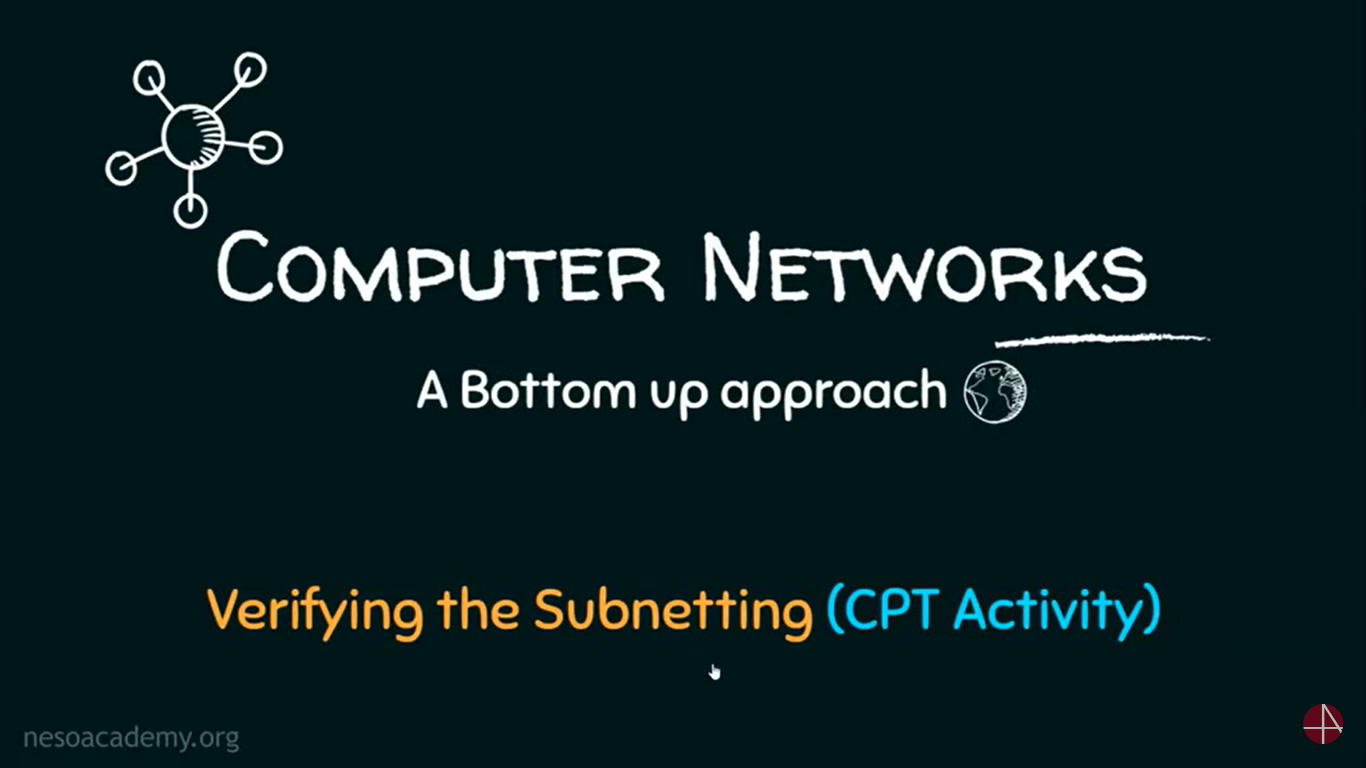 COMPUTER NETWORKS
A Bottom up approach
Verifying the Subnetting (CPT Activity)
nesoacademy.org